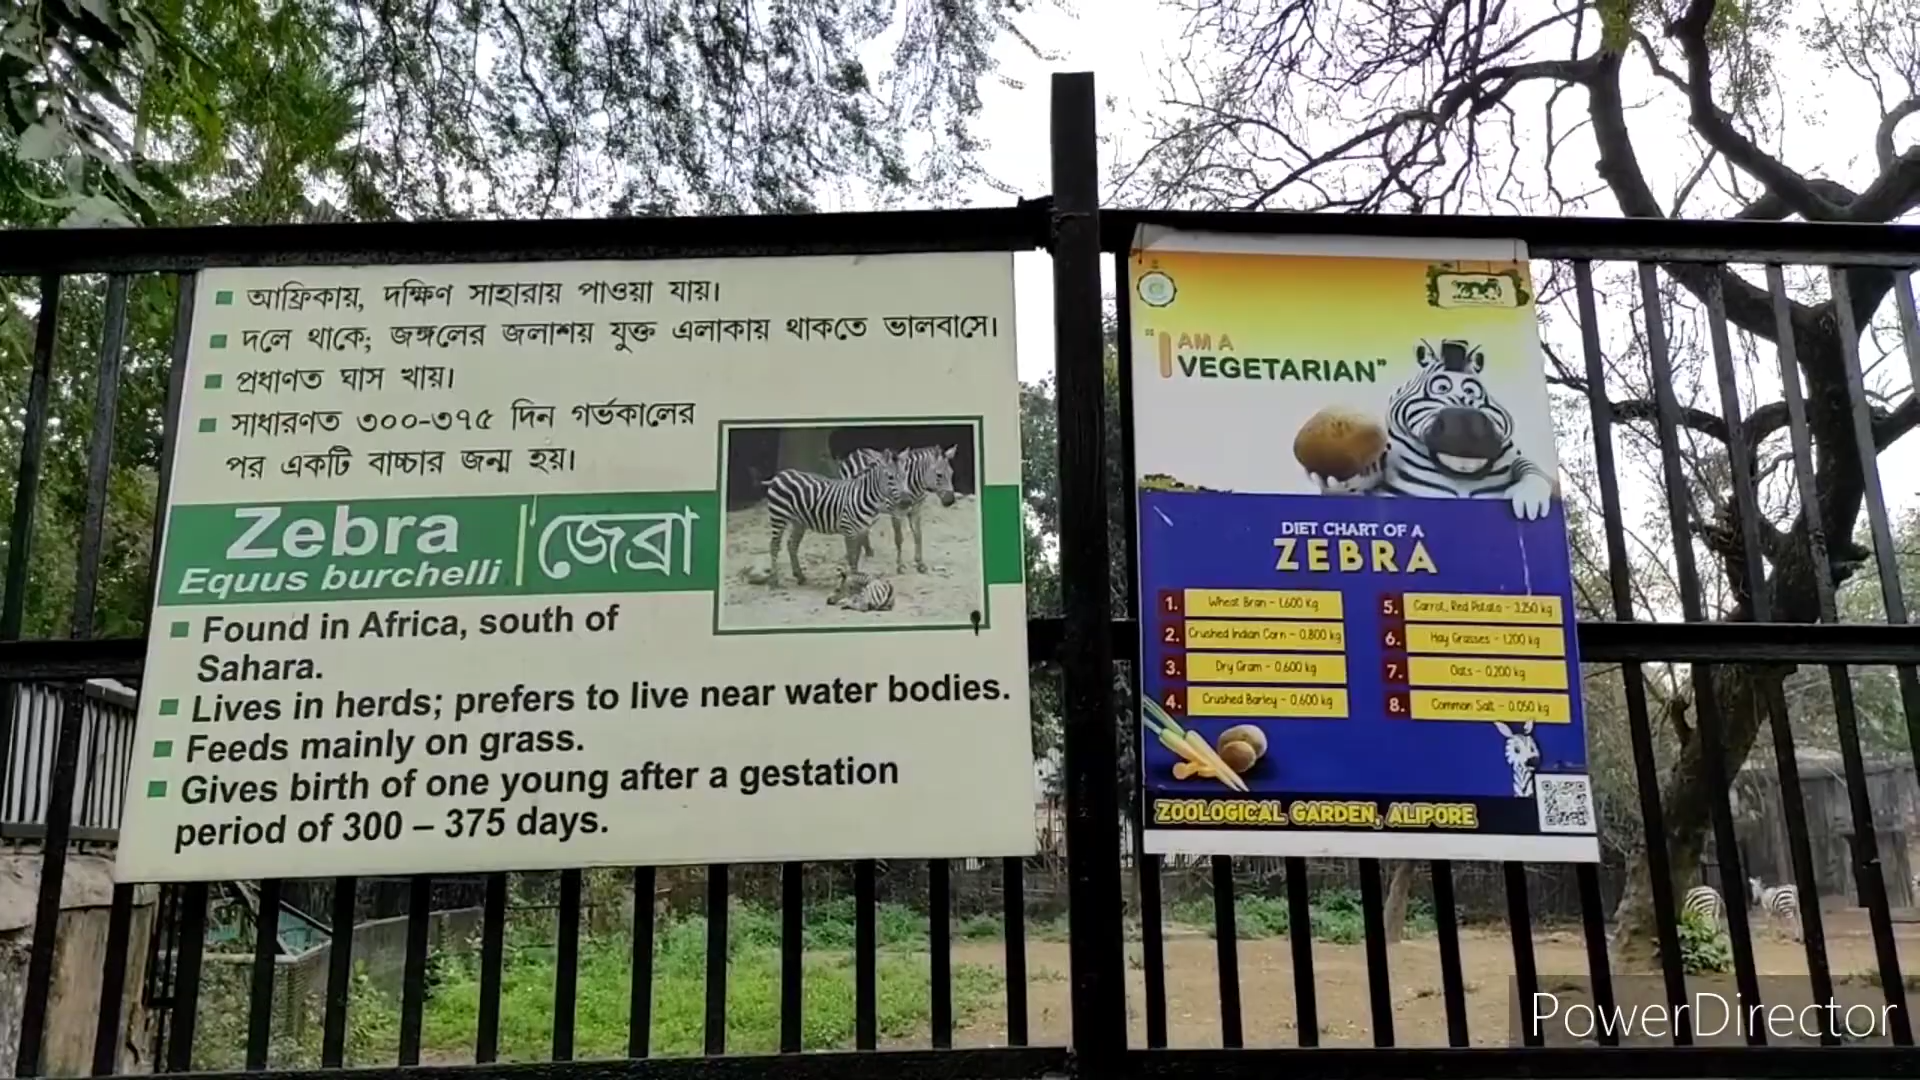 আফ্রিকায়, দক্ষিণ সাহারায় পাওয়া যায়।
দলে থাকে; জঙ্গলের জলাশয় যুক্ত এলাকায় থাকতে ভালবাসে।
প্রধাণত ঘাস খায়।
সাধারণত ৩০০-৩৭৫ দিন গর্ভকালের
পর একটি বাচ্চার জন্ম হয়।
Zebra
Equus burchelli
জেব্রা
Found in Africa, south of
Sahara.
Lives in herds; prefers to live near water bodies.
Feeds mainly on grass.
Gives birth of one young after a gestation
period of 300 – 375 days.
"I AM A
VEGETARIAN"
DIET CHART OF A
ZEBRA
1. Wheat Bran - 1.600 Kg
2. Crushed Indian Corn - 0.800 kg
3. Dry Gram - 0.600 kg
4. Crushed Barley - 0.600 kg
5. Carrot, Red Potato - 3.250 kg
6. Hay Grasses - 1.200 kg
7. Oats - 0.200 kg
8. Common Salt - 0.050 kg
ZOOLOGICAL GARDEN, ALIPORE
PowerDirector